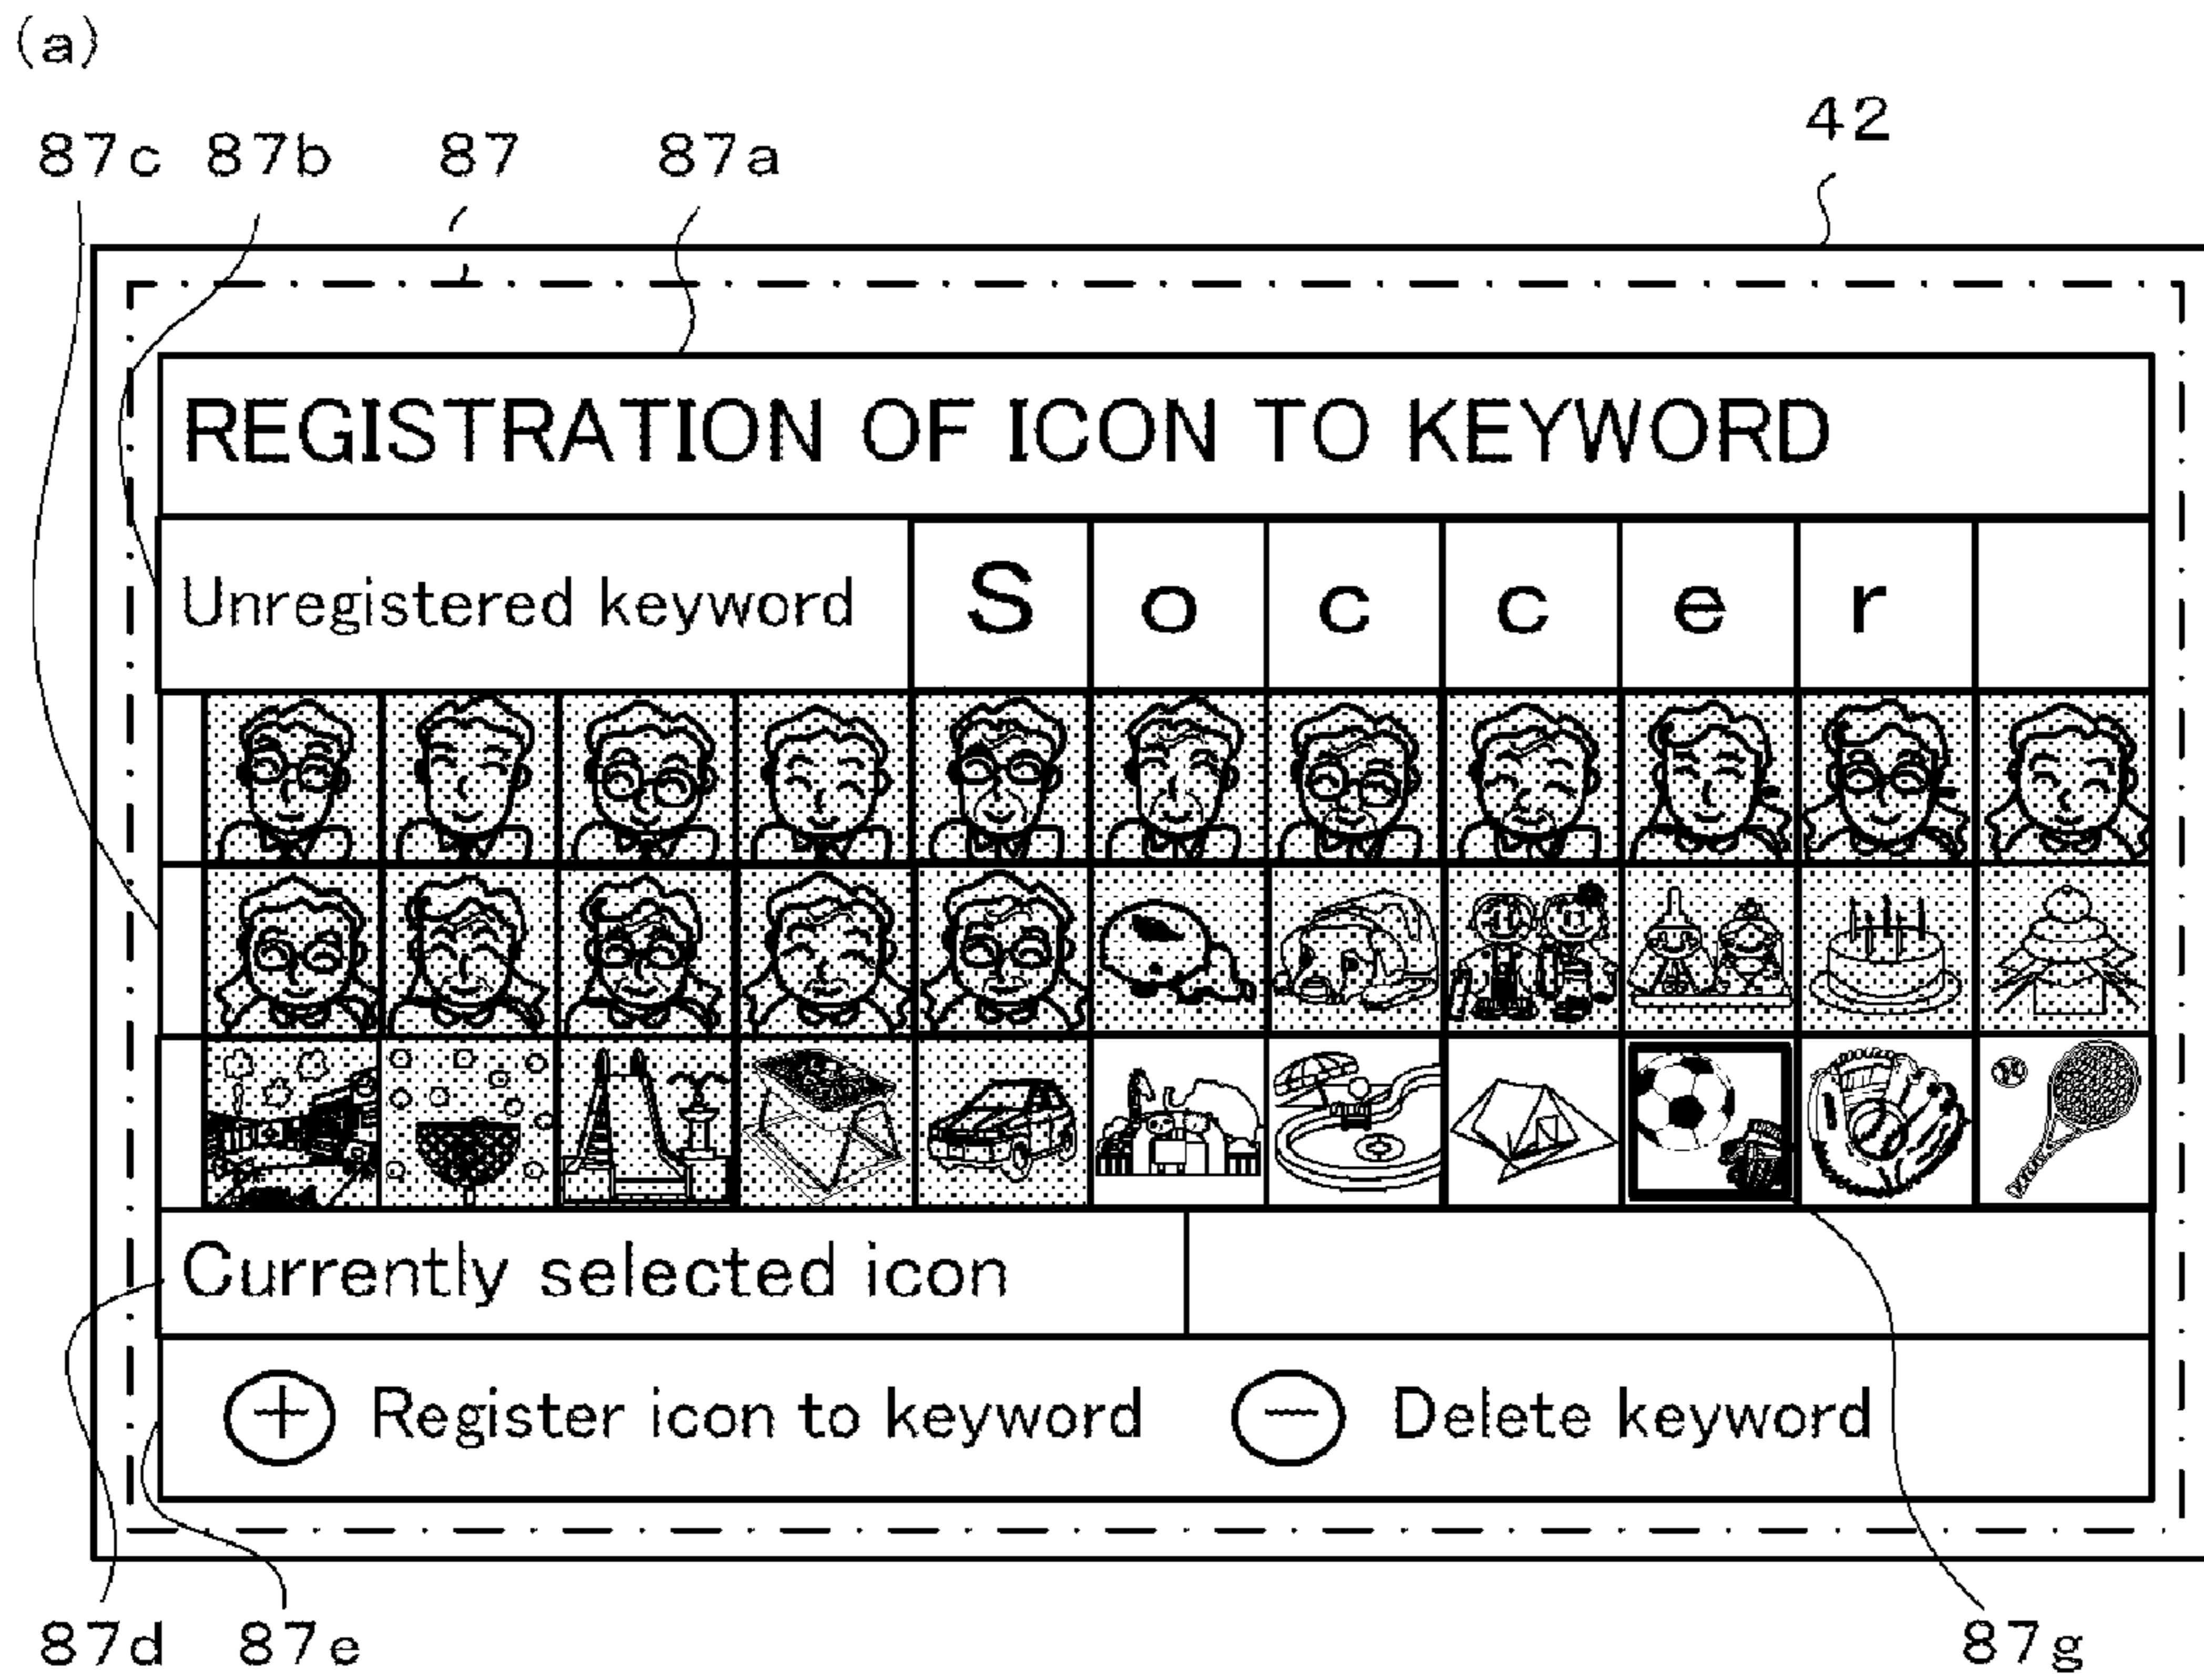 (a)
42
87c 87b 87 87a
REGISTRATION OF ICON TO KEYWORD
Unregistered keyword S o c c e r
Currently selected icon
+ Register icon to keyword − Delete keyword
87d 87e 87g